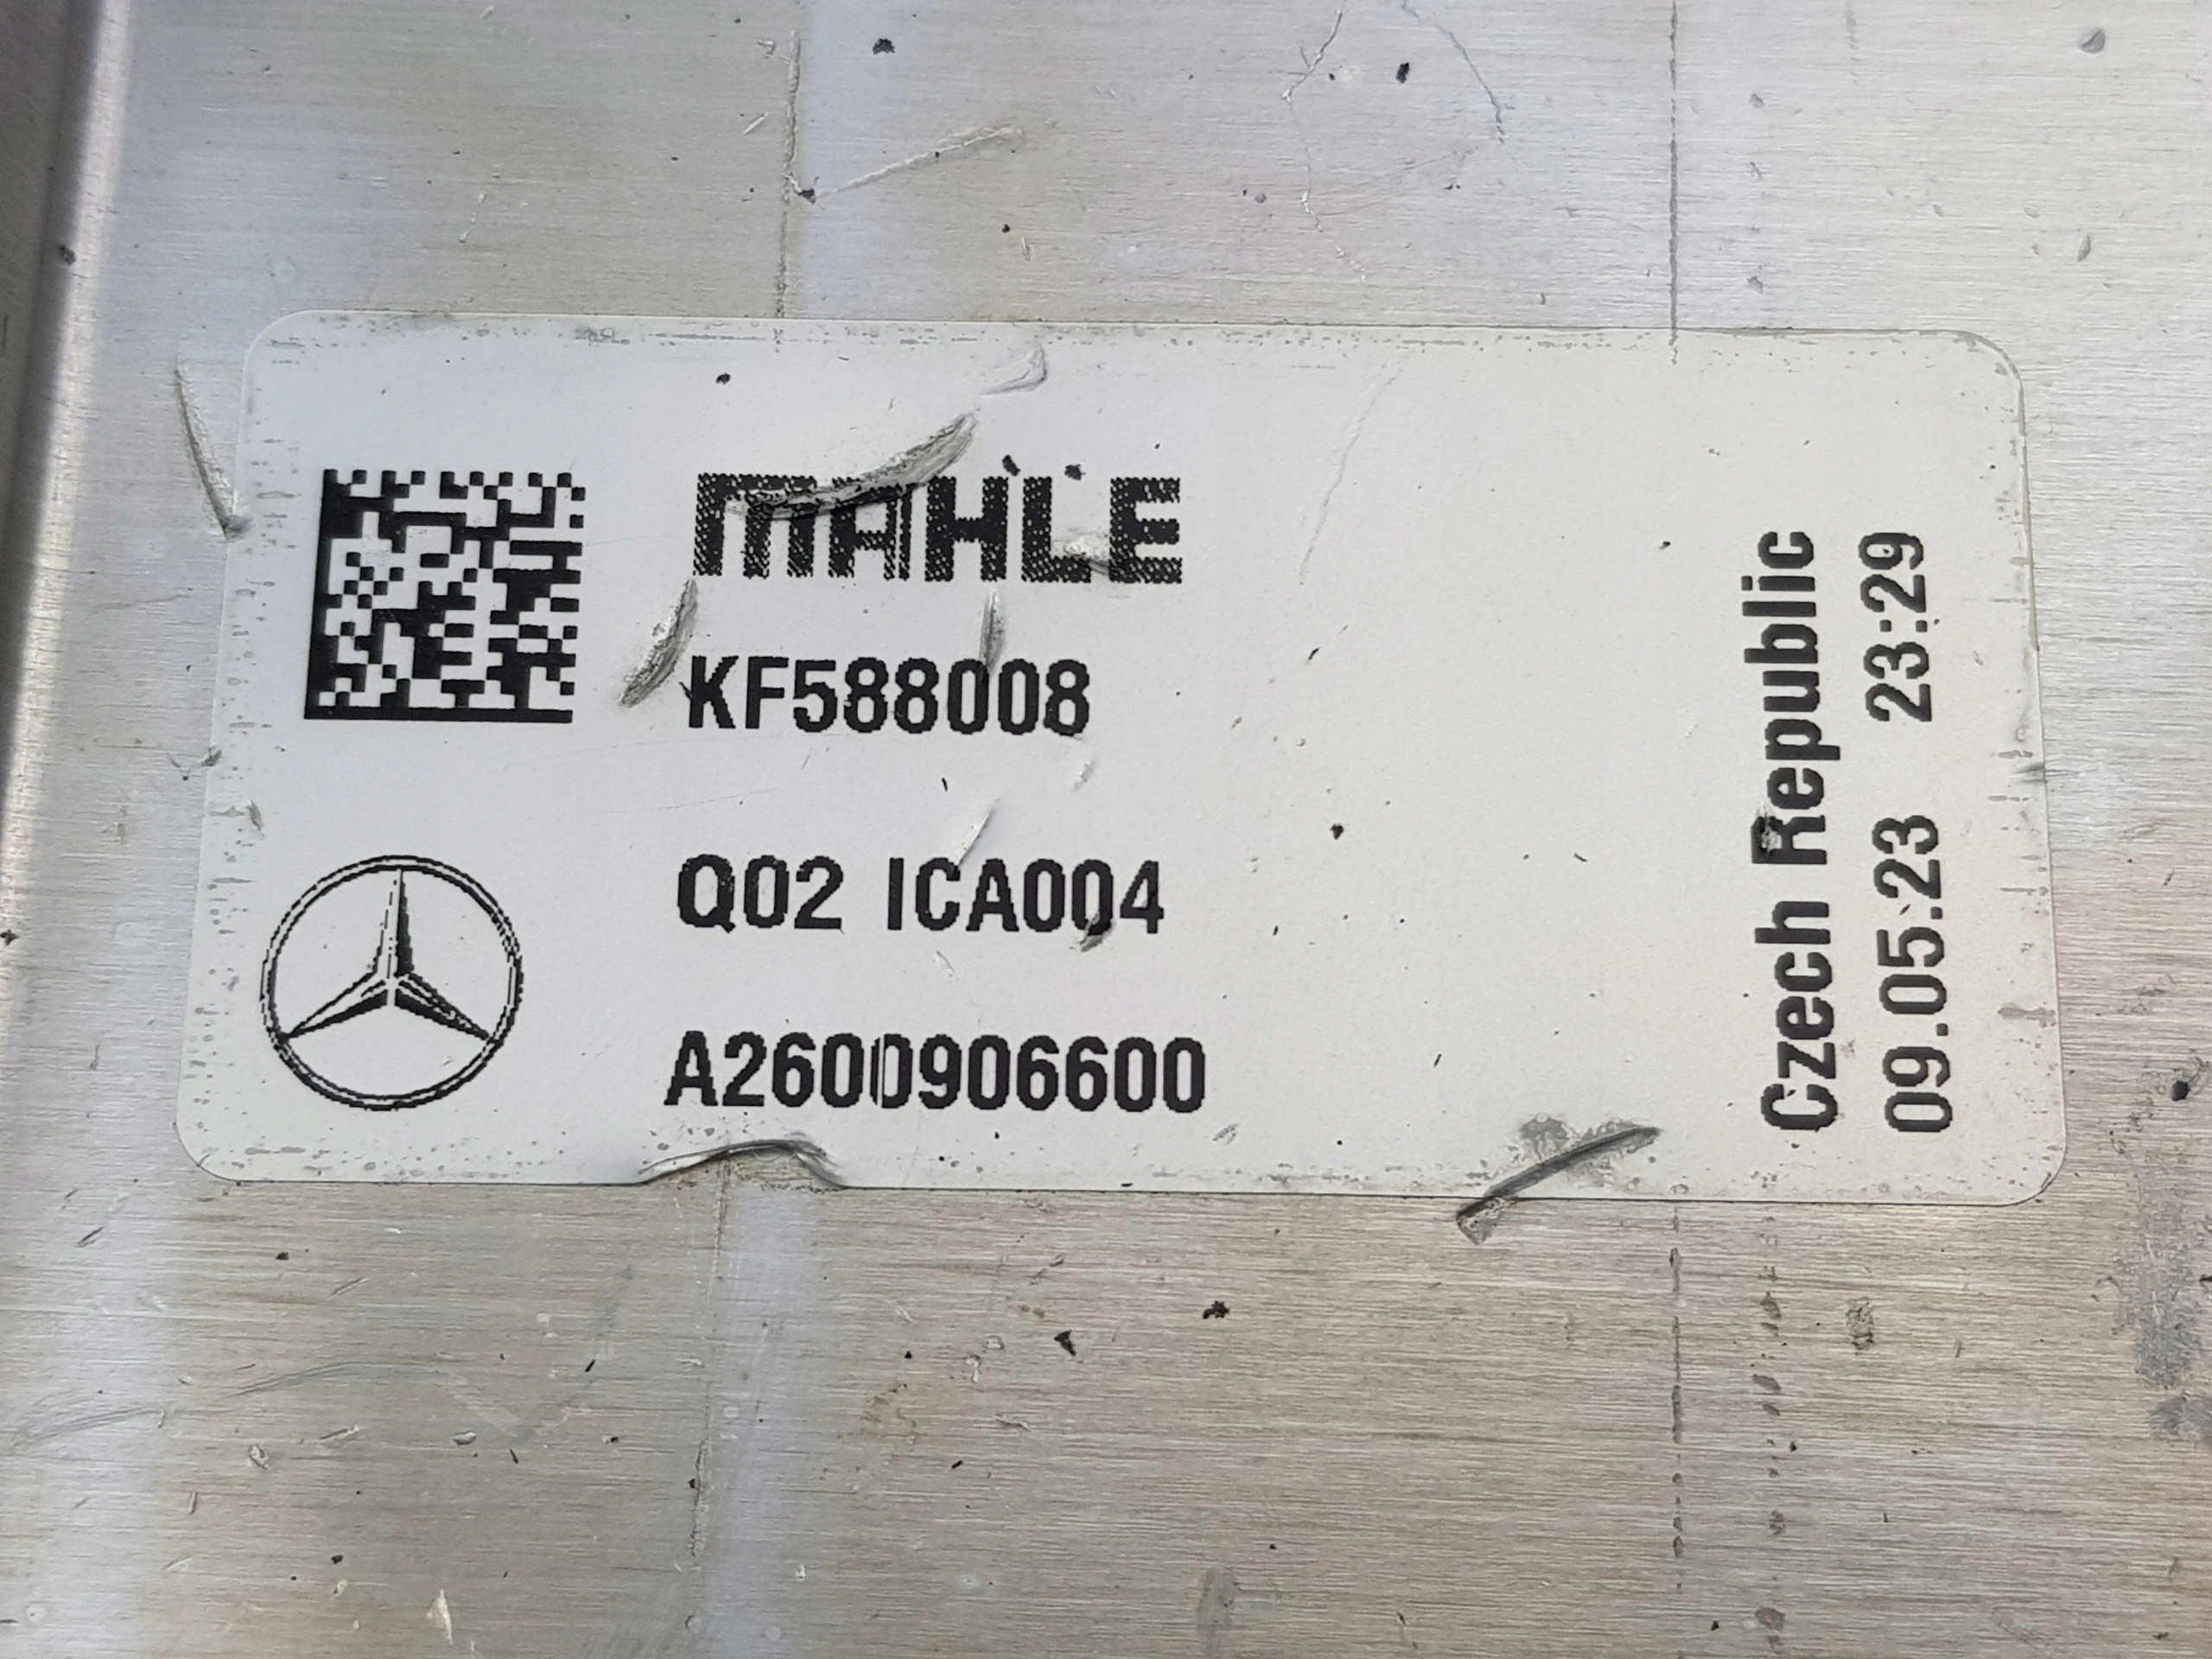 MAHLE
KF588008
Q02 ICA004
A2600906600
Czech Republic
09.05.23 23:29